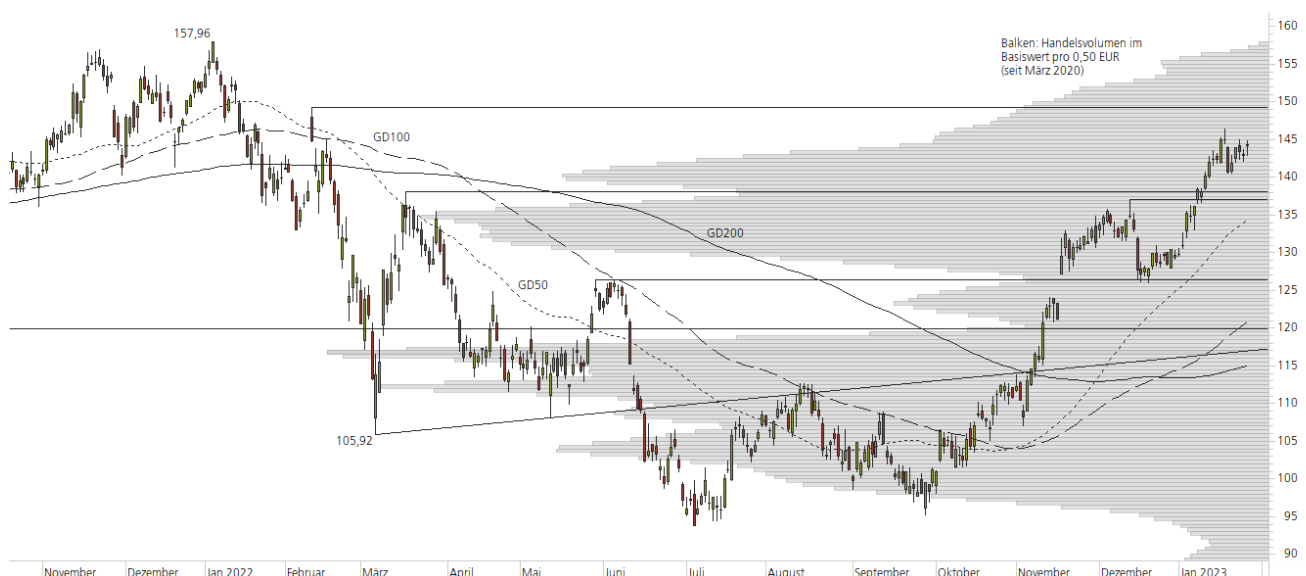 157,96
Balken: Handelsvolumen im
Basiswert pro 0,50 EUR
(seit März 2020)
GD100
GD200
GD50
105,92
160
155
150
145
140
135
130
125
120
115
110
105
100
95
90
November Dezember Jan 2022 Februar März April Mai Juni Juli August September Oktober November Dezember Jan 2023